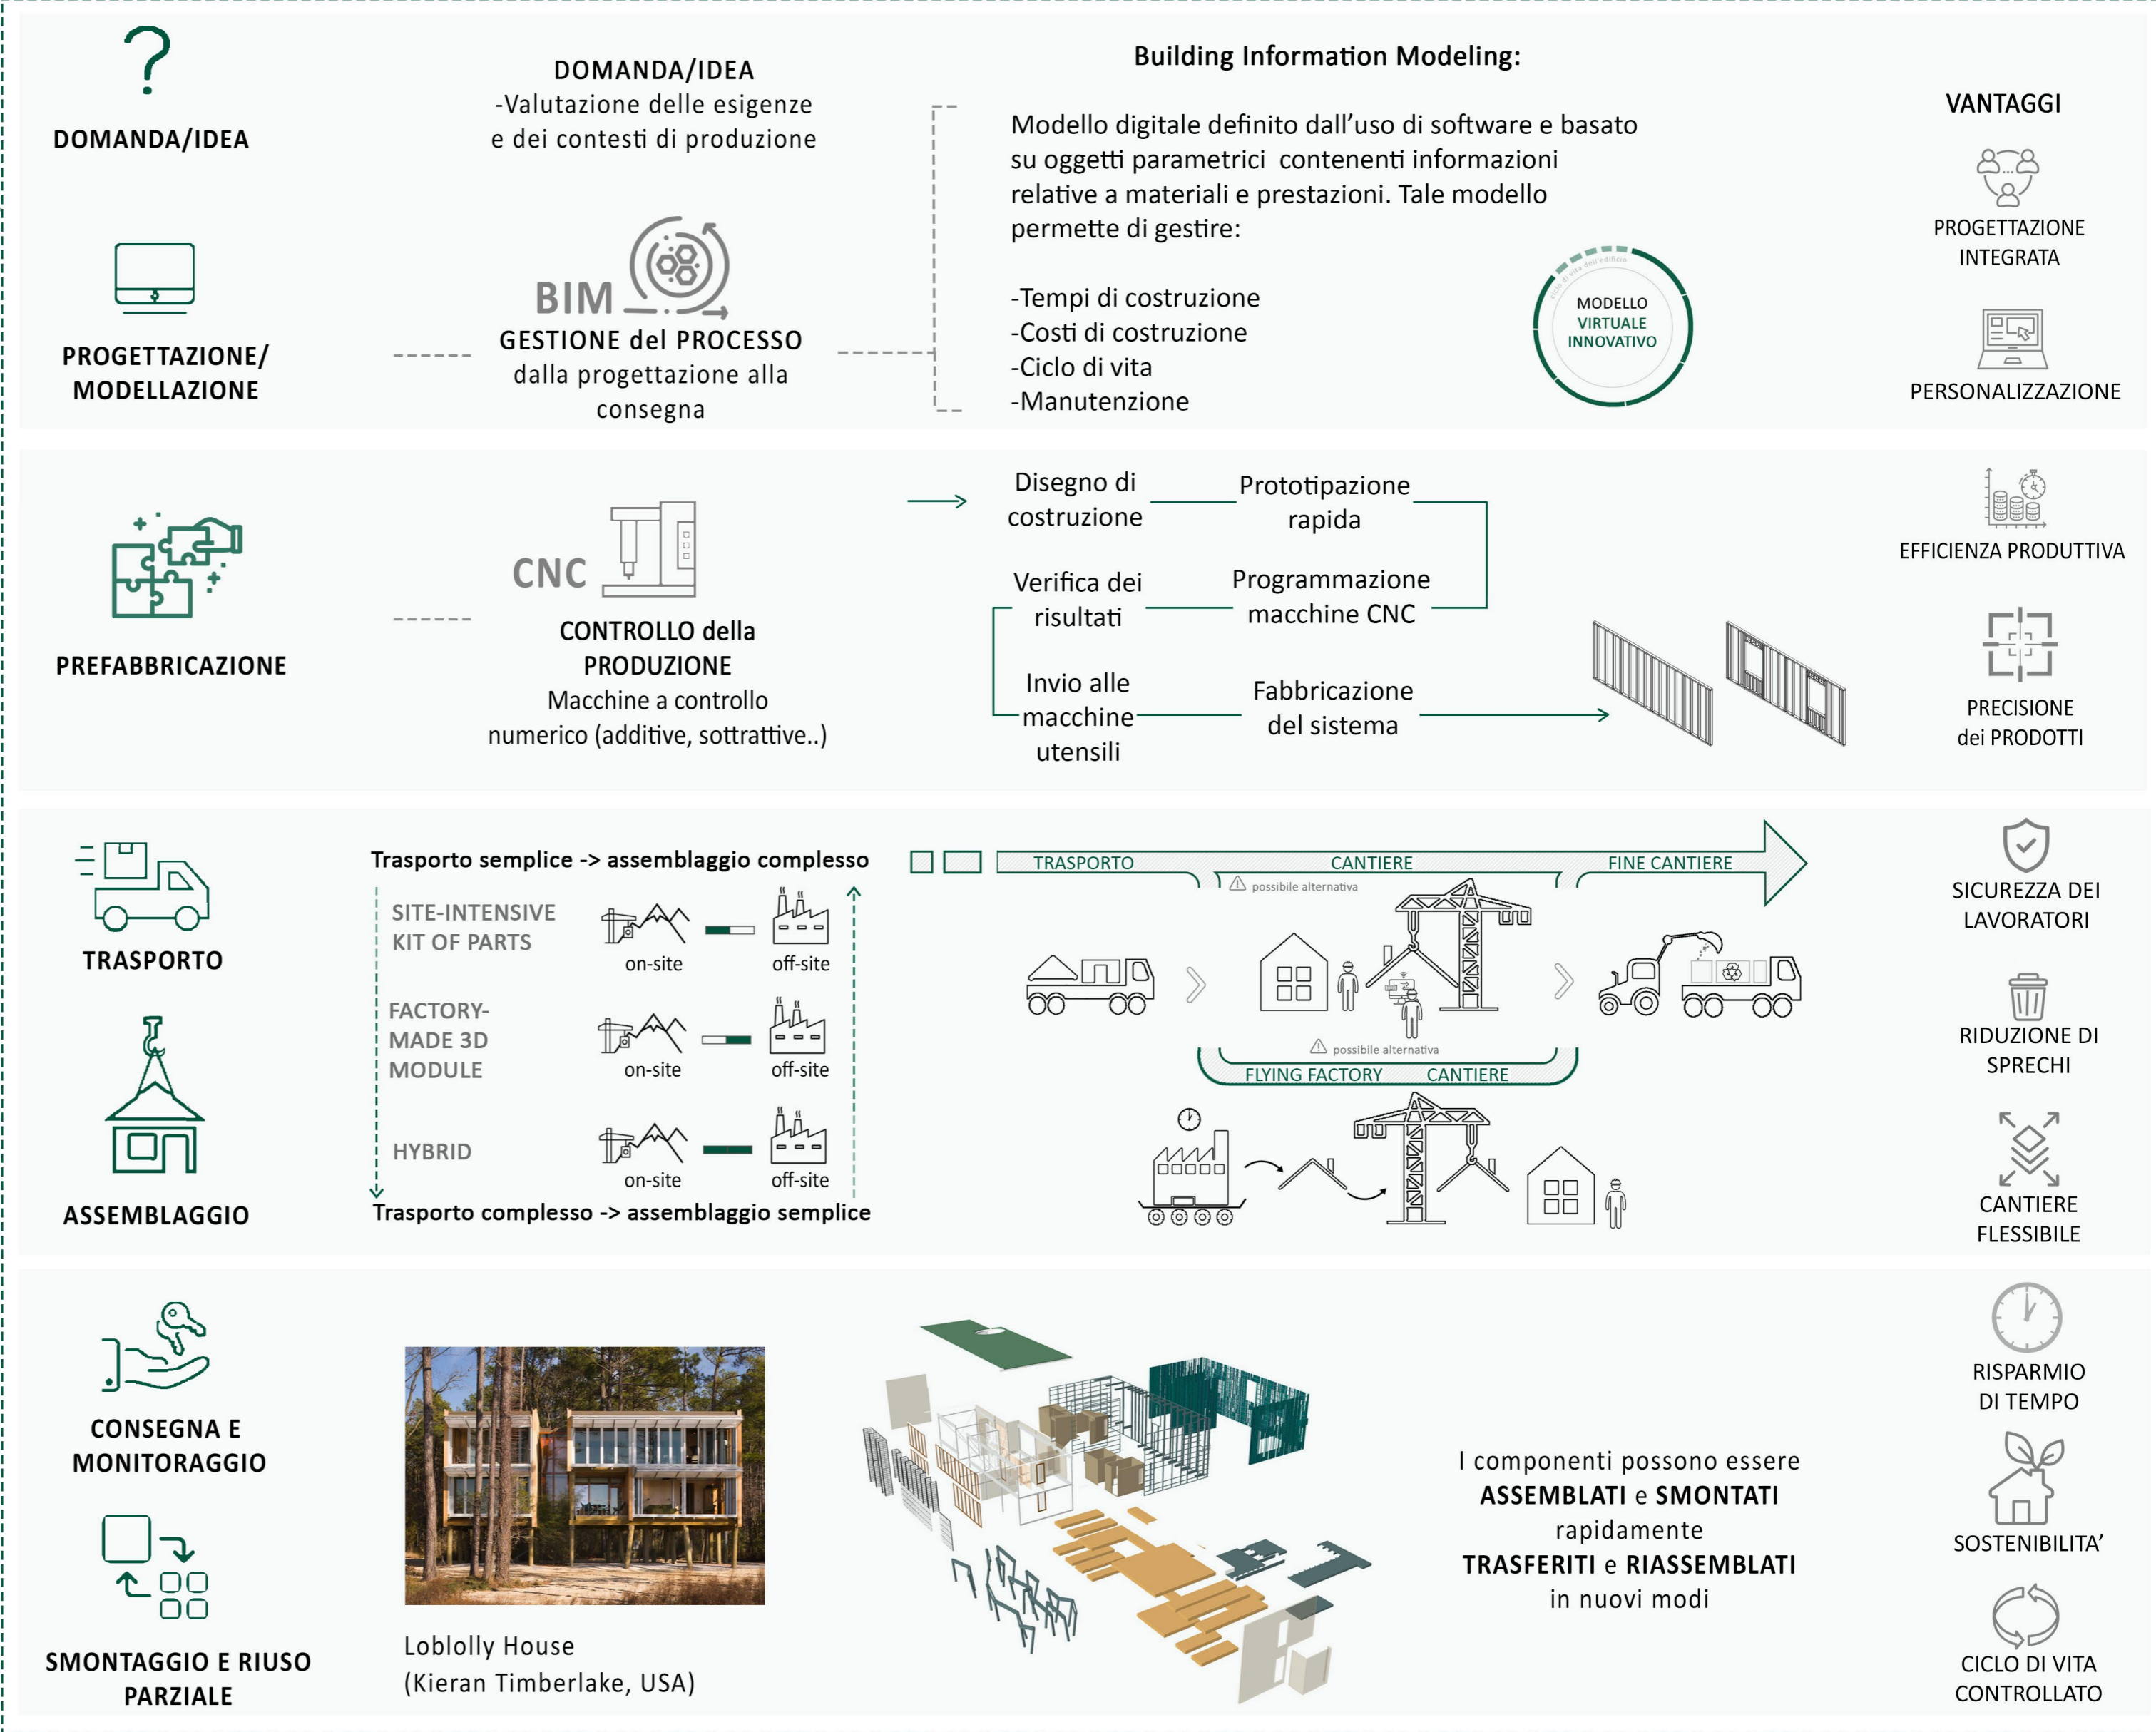 DOMANDA/IDEA
DOMANDA/IDEA
-Valutazione delle esigenze
e dei contesti di produzione
Building Information Modeling:
Modello digitale definito dall'uso di software e basato
su oggetti parametrici contenenti informazioni
relative a materiali e prestazioni. Tale modello
permette di gestire:
-Tempi di costruzione
-Costi di costruzione
-Ciclo di vita
-Manutenzione
ciclo di vita dell'edificio
MODELLO
VIRTUALE
INNOVATIVO
VANTAGGI
PROGETTAZIONE
INTEGRATA
PERSONALIZZAZIONE
PROGETTAZIONE/
MODELLAZIONE
BIM
GESTIONE del PROCESSO
dalla progettazione alla
consegna
PREFABBRICAZIONE
CNC
CONTROLLO della
PRODUZIONE
Macchine a controllo
numerico (additive, sottrattive..)
Disegno di
costruzione
Prototipazione
rapida
Verifica dei
risultati
Programmazione
macchine CNC
Invio alle
macchine
utensili
Fabbricazione
del sistema
EFFICIENZA PRODUTTIVA
PRECISIONE
dei PRODOTTI
TRASPORTO
ASSEMBLAGGIO
Trasporto semplice -> assemblaggio complesso
SITE-INTENSIVE
KIT OF PARTS
on-site
off-site
FACTORY-
MADE 3D
MODULE
on-site
off-site
HYBRID
on-site
off-site
Trasporto complesso -> assemblaggio semplice
TRASPORTO
CANTIERE
FINE CANTIERE
possibile alternativa
possibile alternativa
FLYING FACTORY
CANTIERE
SICUREZZA DEI
LAVORATORI
RIDUZIONE DI
SPRECHI
CANTIERE
FLESSIBILE
CONSEGNA E
MONITORAGGIO
SMONTAGGIO E RIUSO
PARZIALE
Loblolly House
(Kieran Timberlake, USA)
I componenti possono essere
ASSEMBLATI e SMONTATI
rapidamente
TRASFERITI e RIASSEMBLATI
in nuovi modi
RISPARMIO
DI TEMPO
SOSTENIBILITA'
CICLO DI VITA
CONTROLLATO